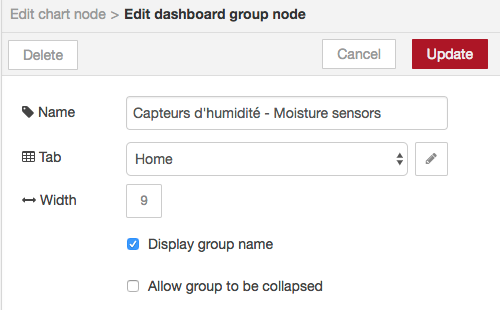 Edit chart node > Edit dashboard group node
Delete
Cancel
Update
Name
Capteurs d'humidité - Moisture sensors
Tab
Home
Width
9
Display group name
Allow group to be collapsed